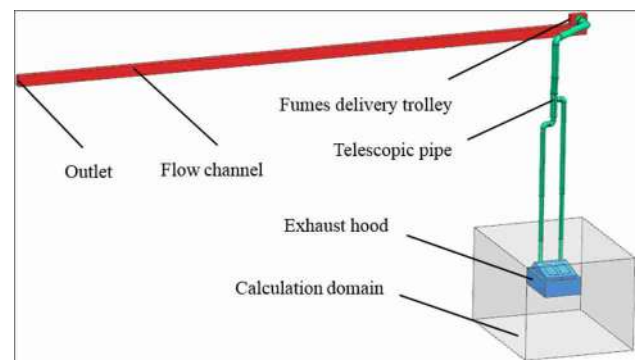 Fumes delivery trolley
Telescopic pipe
Outlet
Flow channel
Exhaust hood
Calculation domain